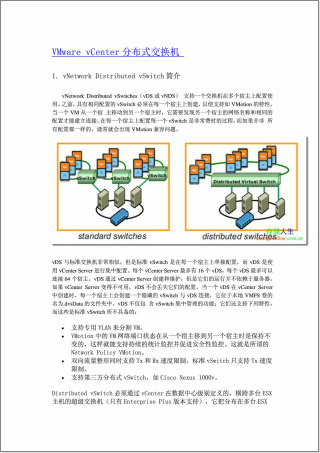 VMware vCenter 分布式交换机
1. vNetwork Distributed vSwitch 简介
vNetwork Distributed vSwitches（vDS 或 vNDS） 支持一个交换机在多个宿主上配置使
用。之前，具有相同配置的 vSwitch 必须在每一个宿主上创建，以便支持如 VMotion 的特性。
当一个 VM 从一个宿 主移动到另一个宿主时，它需要发现另一个宿主的网络名称和相同的
配置才能建立连接。在每一个宿主上配置每一个 vSwitch 是非常费时的过程，而如果并非 所
有配置都一样的，通常就会出现 VMotion 兼容问题。
vSwitch
vSwitch
vSwitch
Distributed Virtual Switch
standard switches
distributed switches
vDS 与标准交换机非常相似，但是标准 vSwitch 是在每一个宿主上单独配置，而 vDS 是使
用 vCenter Server 进行集中配置。每个 vCenter Server 最多有 16 个 vDS，每个 vDS 最多可以
连接 64 个宿主。vDS 通过 vCenter Server 创建和维护，但是它们的运行并不依赖于服务器。
如果 vCenter Server 变得不可用，vDS 不会丢失它们的配置。当一个 vDS 在 vCenter Server
中创建时，每一个宿主上会创建一个隐藏的 vSwitch 与 vDS 连接，它位于本地 VMFS 卷的
名为.dvsData 的文件夹中。vDS 不仅包 含 vSwitch 集中管理的功能；它们还支持下列特性，
而这些是标准 vSwitch 所不具备的：
• 支持专用 VLAN 来分割 VM。
• VMotion 中的 VM 网络端口状态在从一个宿主移到另一个宿主时是保持不
变的，这样就能支持持续的统计监控并促进安全性监控。这就是所谓的
Network Policy VMotion。
• 双向流量整形同时支持 Tx 和 Rx 速度限制。标准 vSwitch 只支持 Tx 速度
限制。
• 支持第三方分布式 vSwitch，如 Cisco Nexus 1000v。
Distributed vSwitch 必须通过 vCenter 在数据中心级别定义的，横跨多台 ESX
主机的超级交换机（只有 Enterprise Plus 版本支持），它把分布在多台 ESX